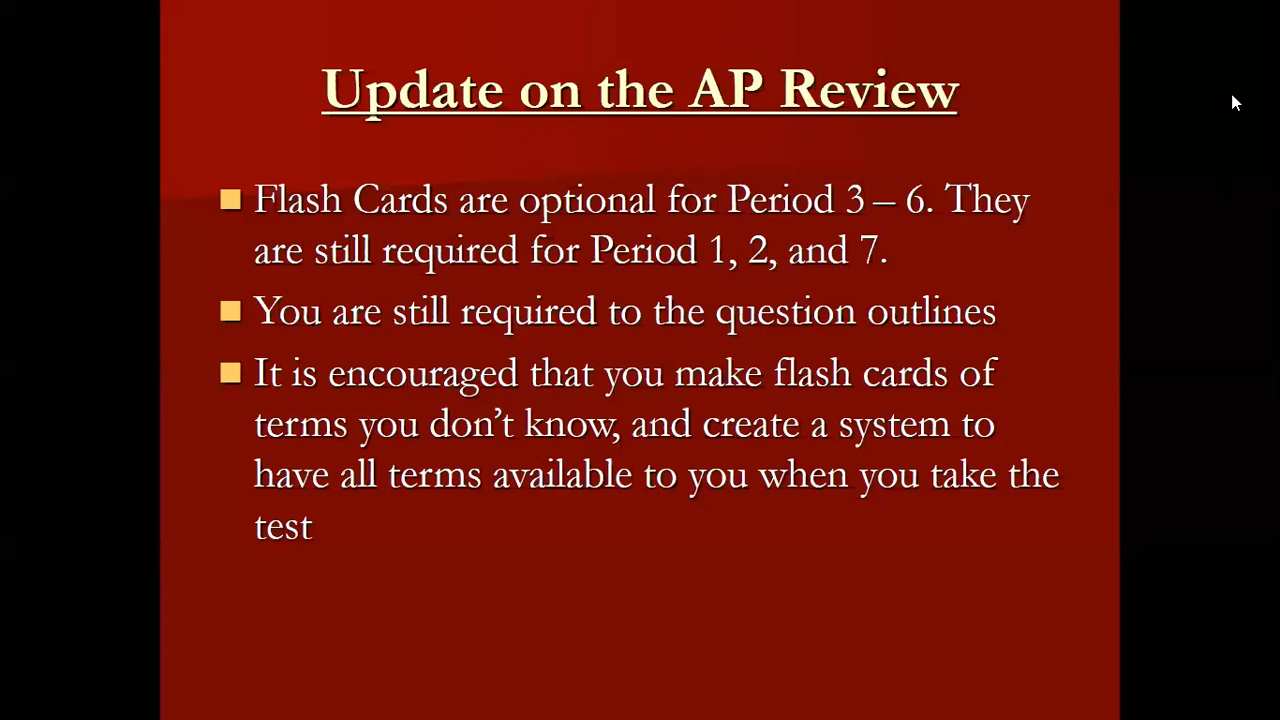 Update on the AP Review
Flash Cards are optional for Period 3 – 6. They
are still required for Period 1, 2, and 7.
You are still required to the question outlines
It is encouraged that you make flash cards of
terms you don’t know, and create a system to
have all terms available to you when you take the
test